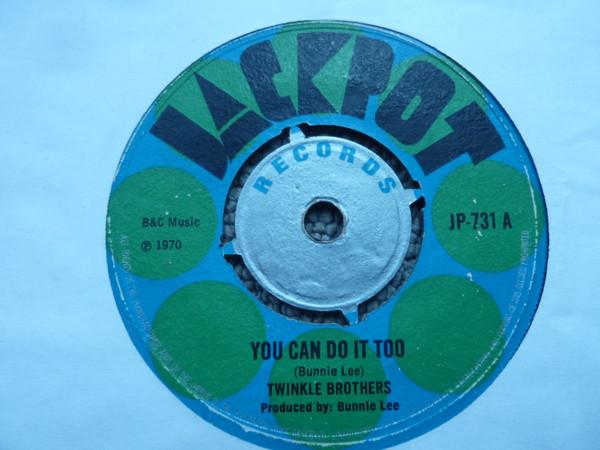 JACKPOT
RECORDS
B&C Music
℗ 1970
JP-731 A
YOU CAN DO IT TOO
(Bunnie Lee)
TWINKLE BROTHERS
Produced by: Bunnie Lee